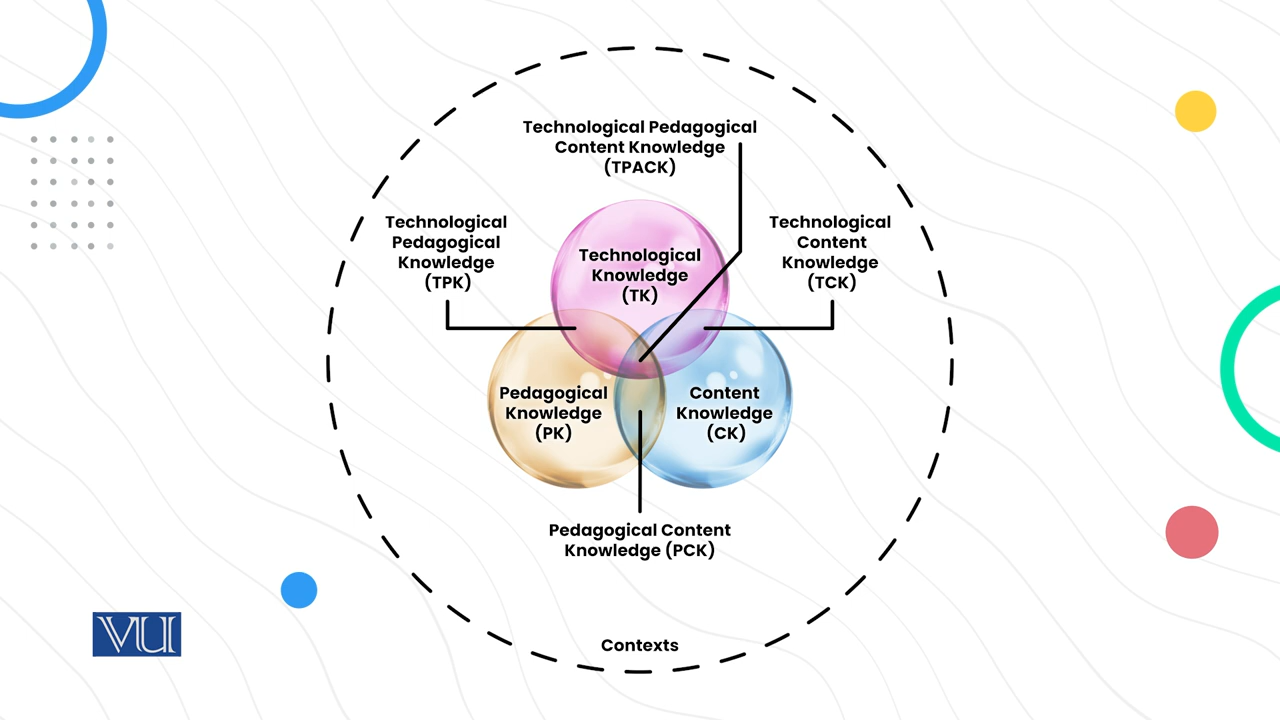 Technological Pedagogical
Content Knowledge
(TPACK)
Technological
Pedagogical
Knowledge
(TPK)
Technological
Knowledge
(TK)
Technological
Content
Knowledge
(TCK)
Pedagogical
Knowledge
(PK)
Content
Knowledge
(CK)
Pedagogical Content
Knowledge (PCK)
Contexts
VU